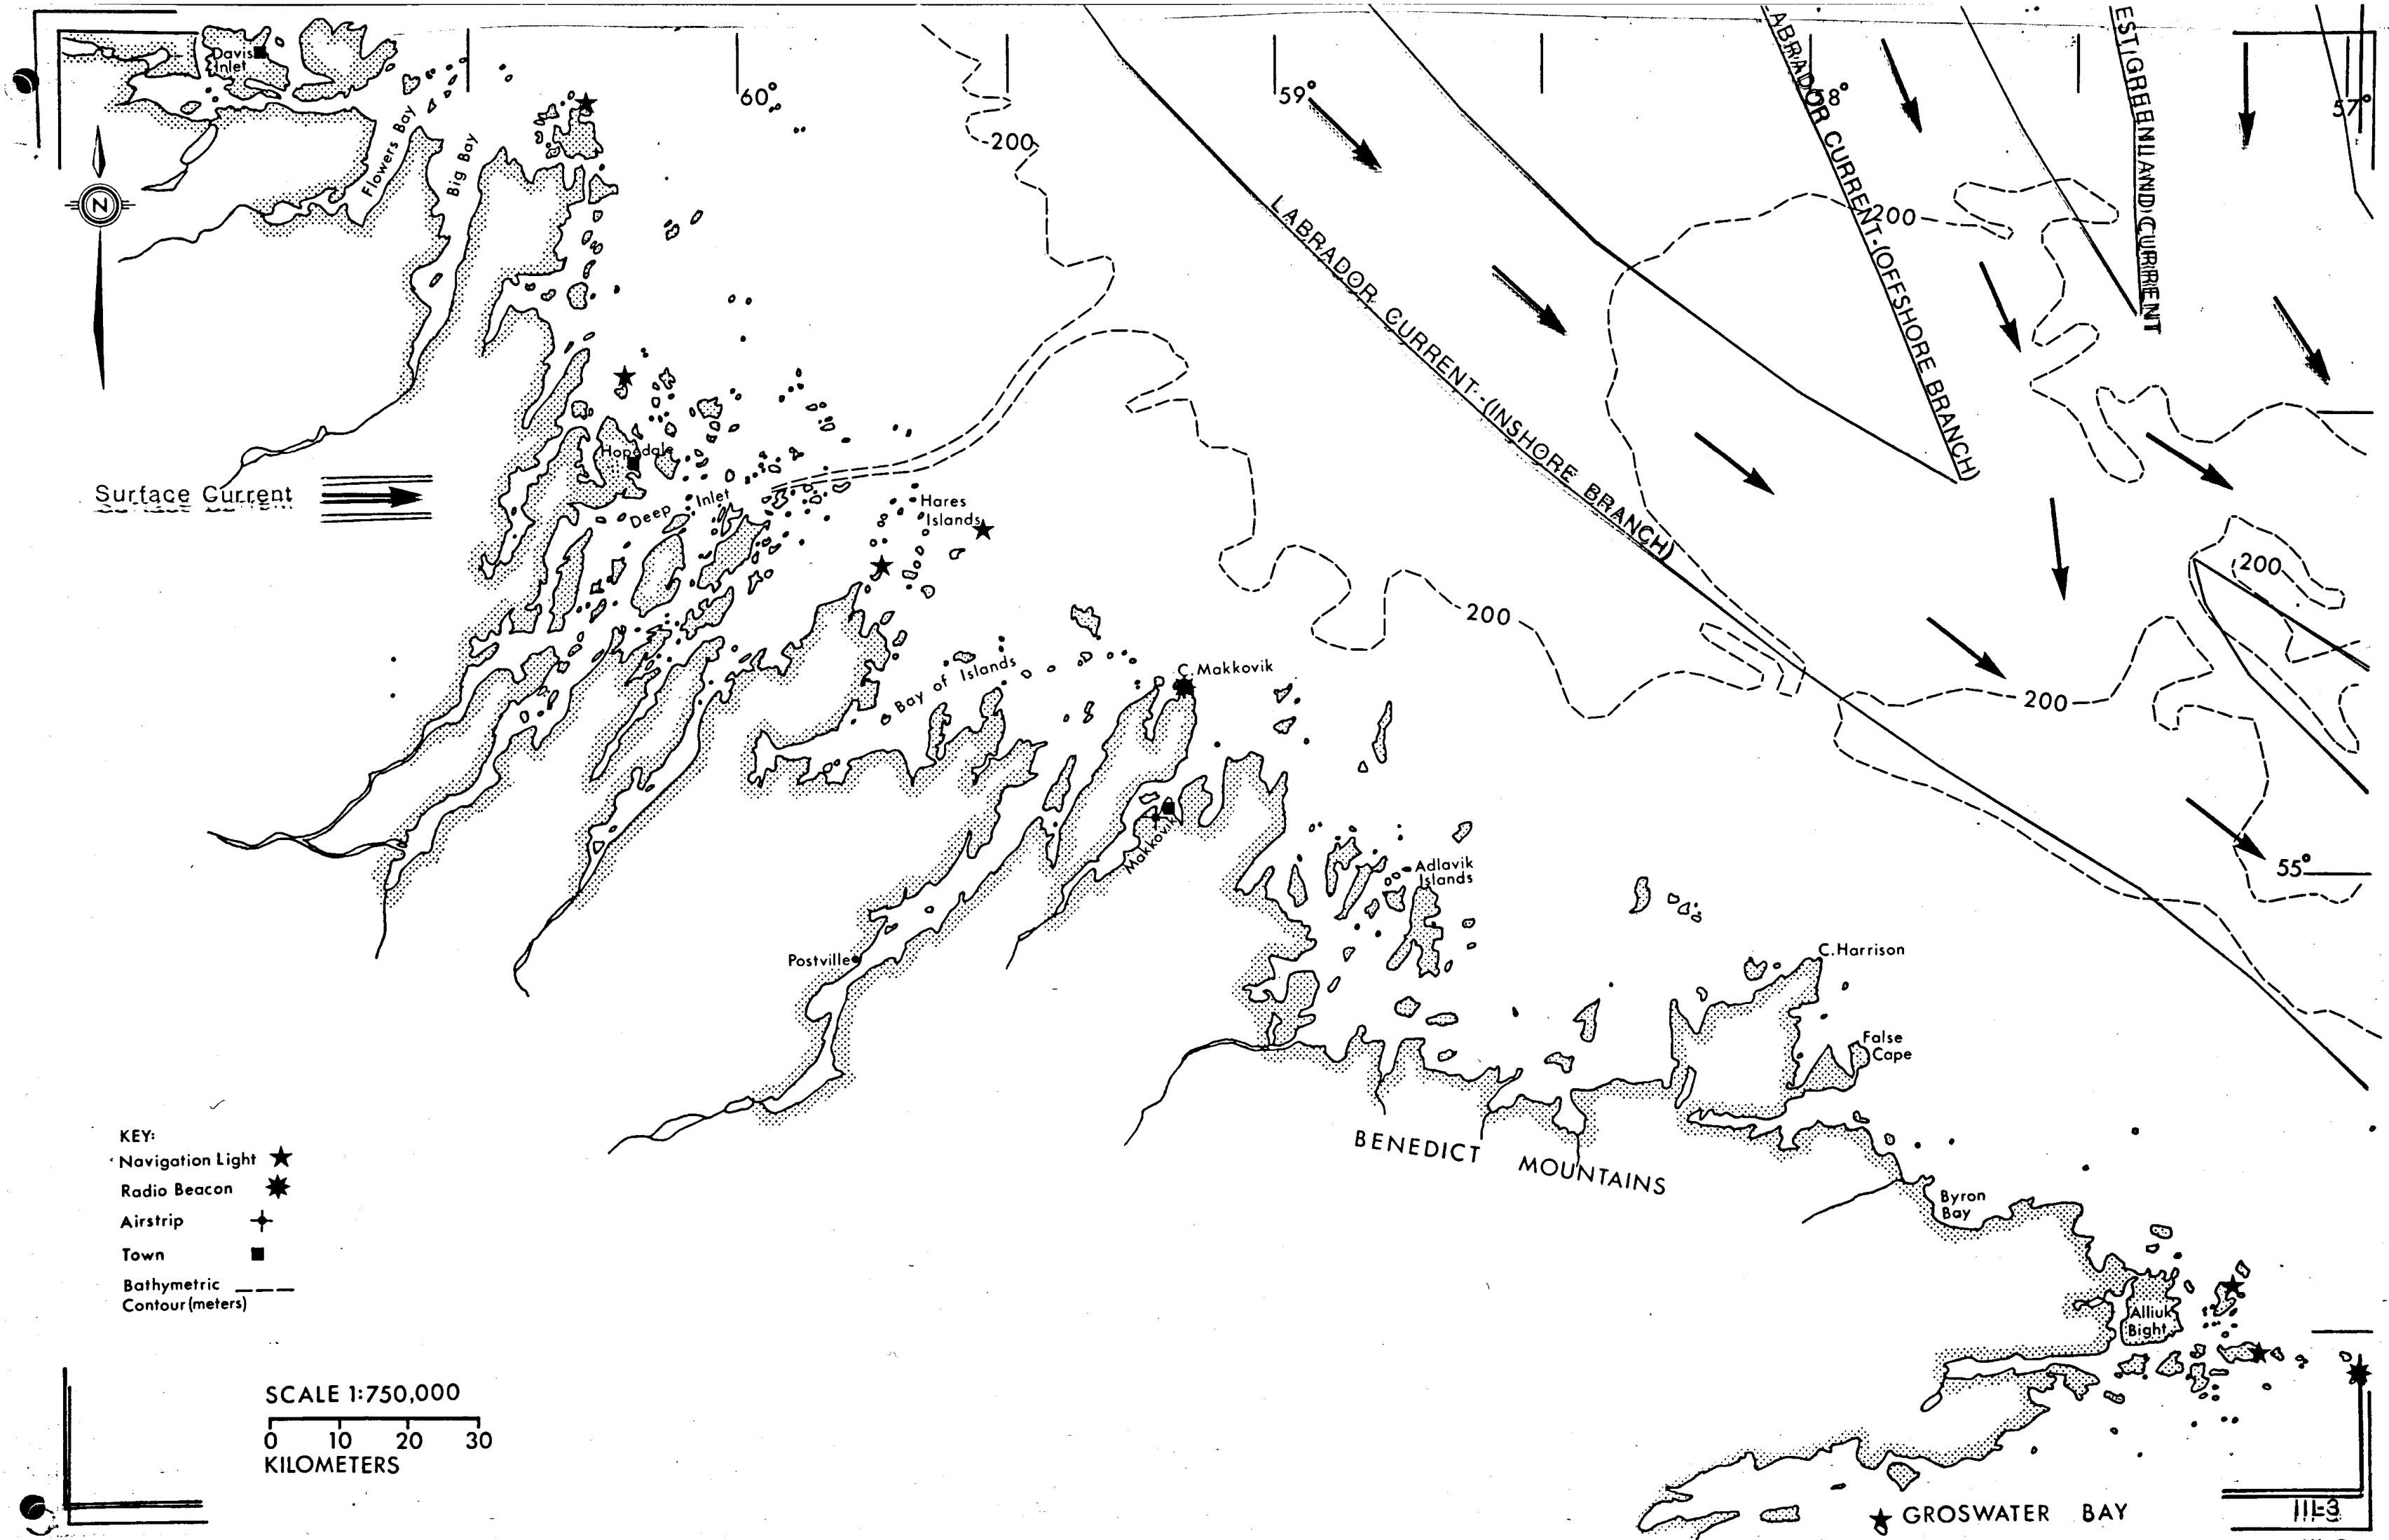 Davis
Inlet
Flowers Bay
Big Bay
60°
59°
58°
57°
200
200
LABRADOR CURRENT-(INSHORE BRANCH)
LABRADOR CURRENT-(OFFSHORE BRANCH)
EST GREENLAND CURRENT
N
Surface Current
Hopedale
Deep Inlet
Hares
Islands
200
200
200
Bay of Islands
C. Makkovik
Makkovik
55°
Adlavik
Islands
Postville
C.Harrison
False
Cape
BENEDICT MOUNTAINS
Byron
Bay
Alliuk
Bight
KEY:
Navigation Light
Radio Beacon
Airstrip
Town
Bathymetric
Contour (meters)
SCALE 1:750,000
0 10 20 30
KILOMETERS
GROSWATER BAY
III-3